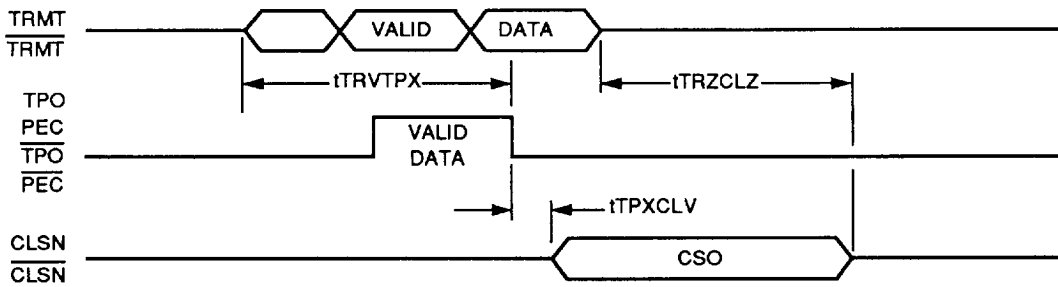 TRMT
TRMT
VALID
DATA
tTRVTPX
tTRZCLZ
TPO
PEC
TPO
PEC
VALID
DATA
tTPXCLV
CLSN
CLSN
CSO